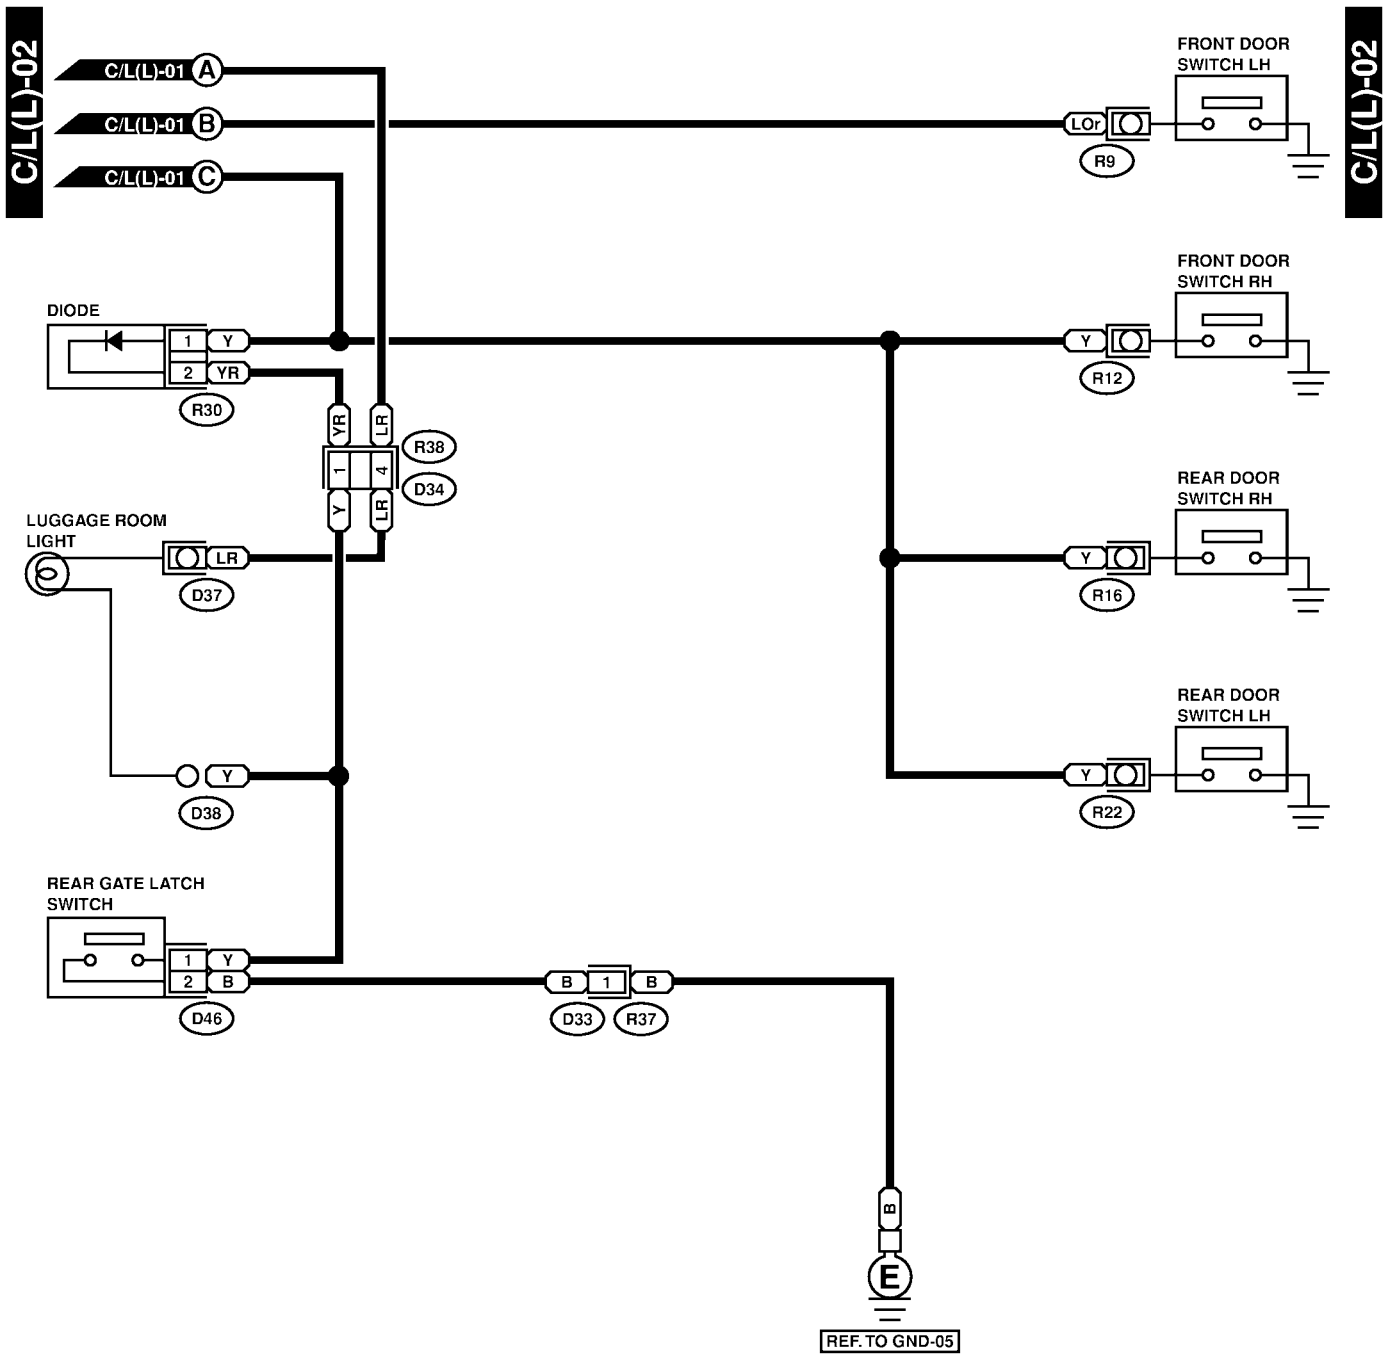 C/L(L)-02
C/L(L)-02
C/L(L)-01 A
C/L(L)-01 B
C/L(L)-01 C
FRONT DOOR
SWITCH LH
LOr
R9
FRONT DOOR
SWITCH RH
Y
R12
DIODE
1 Y
2 YR
R30
YR LR
R38
1 4
D34
Y LR
REAR DOOR
SWITCH RH
Y
R16
LUGGAGE ROOM
LIGHT
LR
D37
REAR DOOR
SWITCH LH
Y
R22
Y
D38
REAR GATE LATCH
SWITCH
1 Y
2 B
D46
B 1 B
D33 R37
B
E
REF. TO GND-05